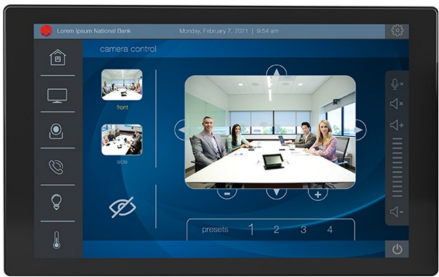 Lorem Ipsum National Bank
Monday, February 7, 2011 | 8:54 am
camera control
front
side
presets 1 2 3 4